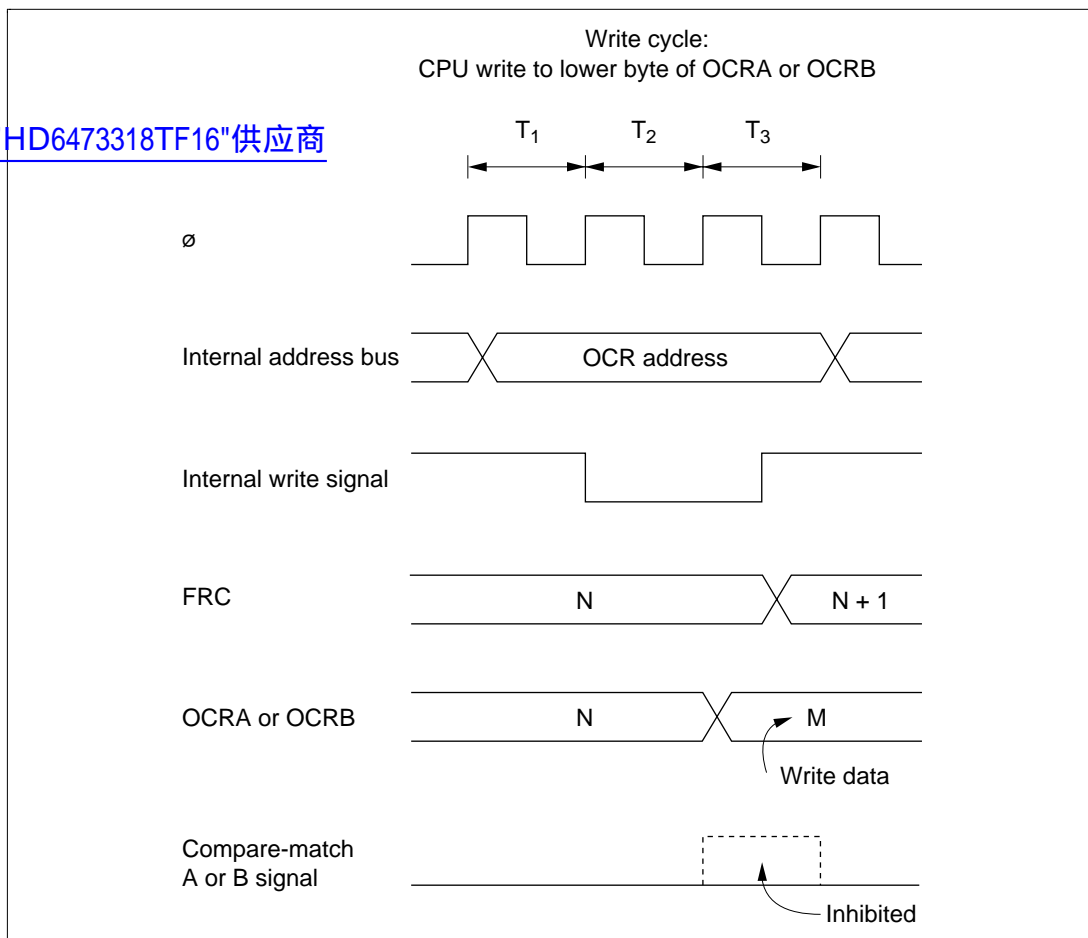 Write cycle:
CPU write to lower byte of OCRA or OCRB
HD6473318TF16"供应商
T1 T2 T3
ø
Internal address bus OCR address
Internal write signal
FRC N N + 1
OCRA or OCRB N M
Write data
Compare-match
A or B signal
Inhibited